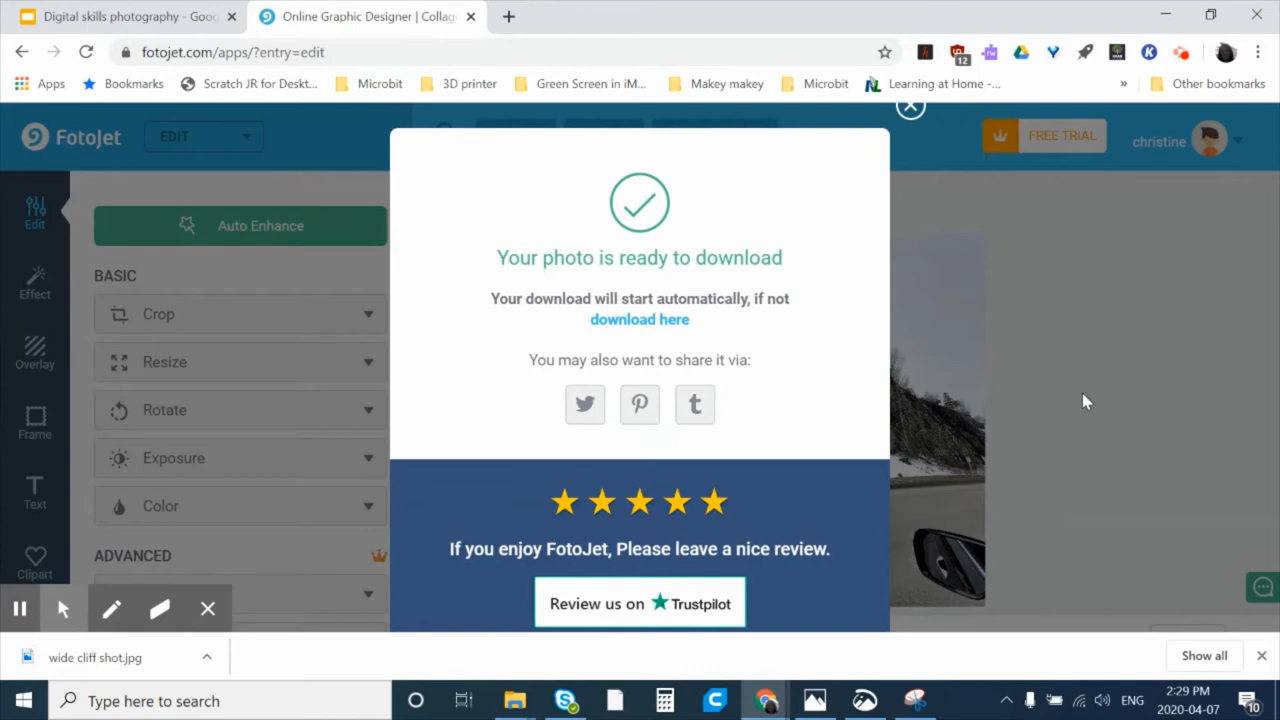 Digital skills photography - Goo
Online Graphic Designer | Collag
fotojet.com/apps/?entry=edit
12
Apps
Bookmarks
Scratch JR for Deskt...
Microbit
3D printer
Green Screen in iM...
Makey makey
Microbit
Learning at Home -...
»
Other bookmarks
FotoJet
EDIT
FREE TRIAL
christine
Edit
Effect
Overlay
Frame
Text
Clipart
Auto Enhance
BASIC
Crop
Resize
Rotate
Exposure
Color
ADVANCED
Your photo is ready to download
Your download will start automatically, if not
download here
You may also want to share it via:
If you enjoy FotoJet, Please leave a nice review.
Review us on Trustpilot
wide cliff shot.jpg
Show all
Type here to search
ENG
2:29 PM
2020-04-07
10